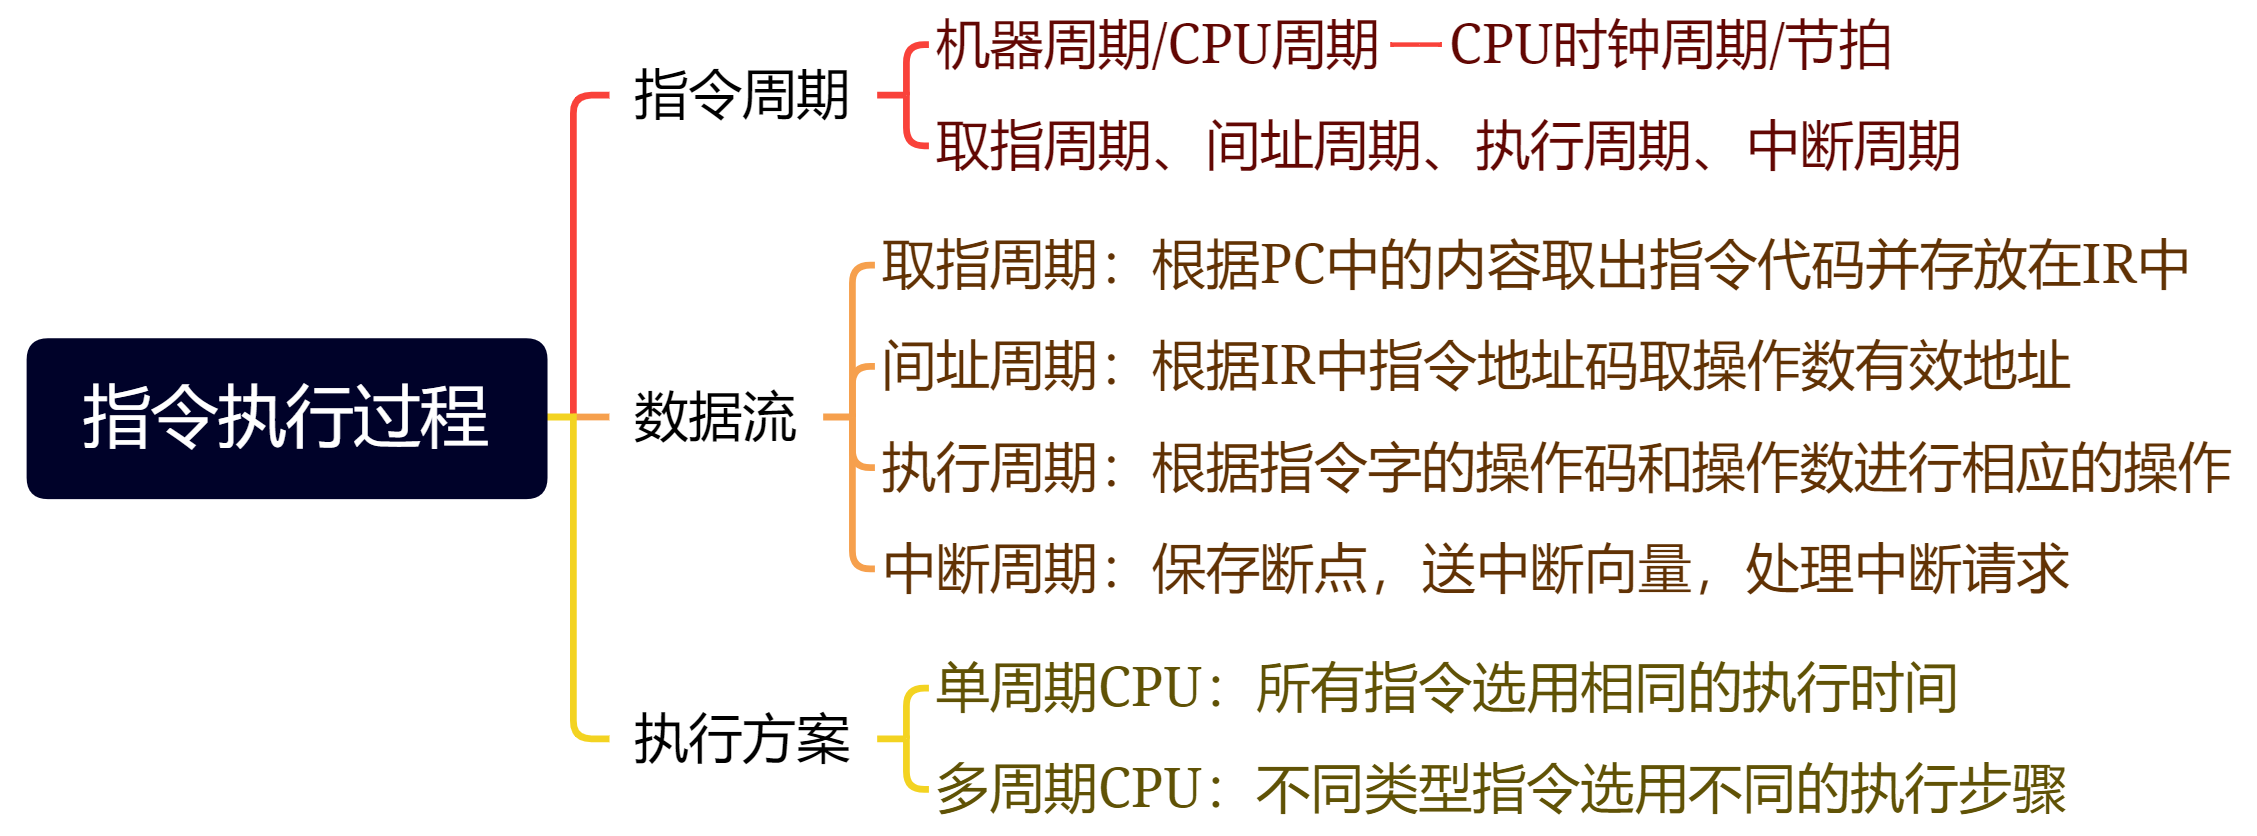 指令执行过程
指令周期
机器周期/CPU周期
CPU时钟周期/节拍
取指周期、间址周期、执行周期、中断周期
数据流
取指周期：根据PC中的内容取出指令代码并存放在IR中
间址周期：根据IR中指令地址码取操作数有效地址
执行周期：根据指令字的操作码和操作数进行相应的操作
中断周期：保存断点，送中断向量，处理中断请求
执行方案
单周期CPU：所有指令选用相同的执行时间
多周期CPU：不同类型指令选用不同的执行步骤